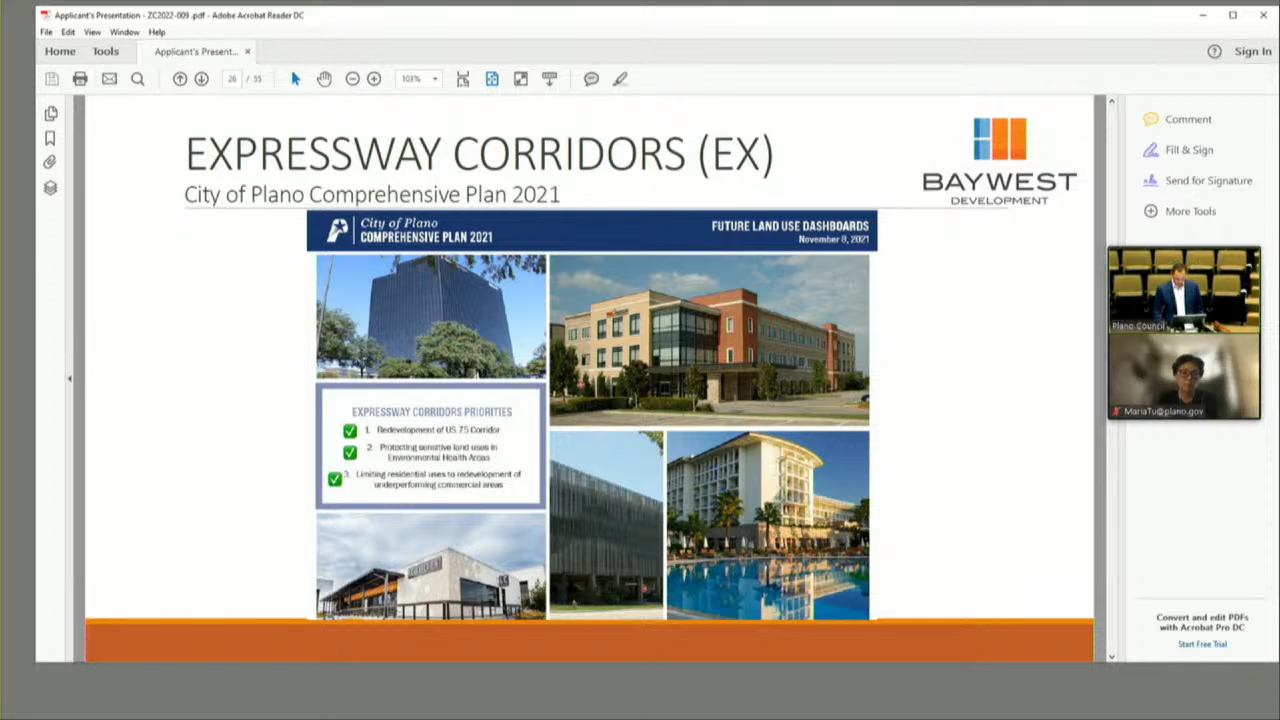 Applicant's Presentation - ZC2022-009 .pdf - Adobe Acrobat Reader DC
File Edit View Window Help
Home Tools Applicant's Present... ×
Sign In
26 / 55
103%
EXPRESSWAY CORRIDORS (EX)
City of Plano Comprehensive Plan 2021
BAYWEST
DEVELOPMENT
City of Plano
COMPREHENSIVE PLAN 2021
FUTURE LAND USE DASHBOARDS
November 8, 2021
EXPRESSWAY CORRIDORS PRIORITIES
1. Redevelopment of US 75 Corridor
2. Protecting sensitive land uses in
Environmental Health Areas
3. Limiting residential uses to redevelopment of
underperforming commercial areas
Comment
Fill & Sign
Send for Signature
More Tools
Plano Council
MariaTu@plano.gov
Convert and edit PDFs
with Acrobat Pro DC
Start Free Trial